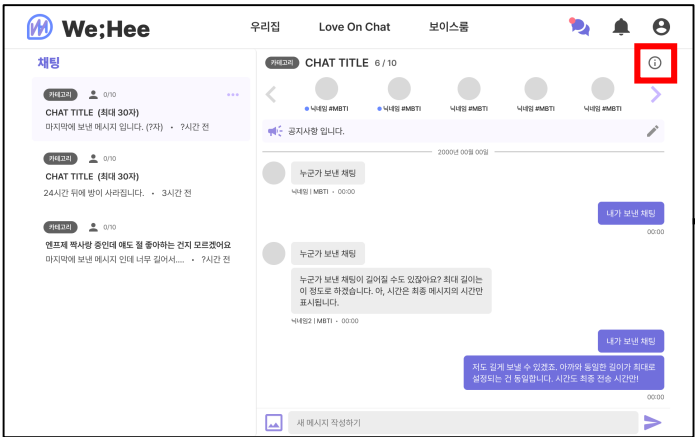 We;Hee
우리집
Love On Chat
보이스룸
채팅
카테고리 0/10
CHAT TITLE (최대 30자)
마지막에 보낸 메시지 입니다. (?자) • ?시간 전
카테고리 0/10
CHAT TITLE (최대 30자)
24시간 뒤에 방이 사라집니다. • 3시간 전
카테고리 0/10
엔프제 짝사랑 중인데 얘도 절 좋아하는 건지 모르겠어요
마지막에 보낸 메시지 인데 너무 길어서.... • ?시간 전
카테고리 CHAT TITLE 6 / 10
닉네임 #MBTI
닉네임 #MBTI
닉네임 #MBTI
닉네임 #MBTI
닉네임 #MBTI
공지사항 입니다.
2000년 00월 00일
누군가 보낸 채팅
닉네임 | MBTI • 00:00
내가 보낸 채팅
00:00
누군가 보낸 채팅
누군가 보낸 채팅이 길어질 수도 있잖아요? 최대 길이는
이 정도로 하겠습니다. 아, 시간은 최종 메시지의 시간만
표시됩니다.
닉네임2 | MBTI • 00:00
내가 보낸 채팅
저도 길게 보낼 수 있겠죠. 아까와 동일한 길이가 최대로
설정되는 건 동일합니다. 시간도 최종 전송 시간만!
00:00
새 메시지 작성하기